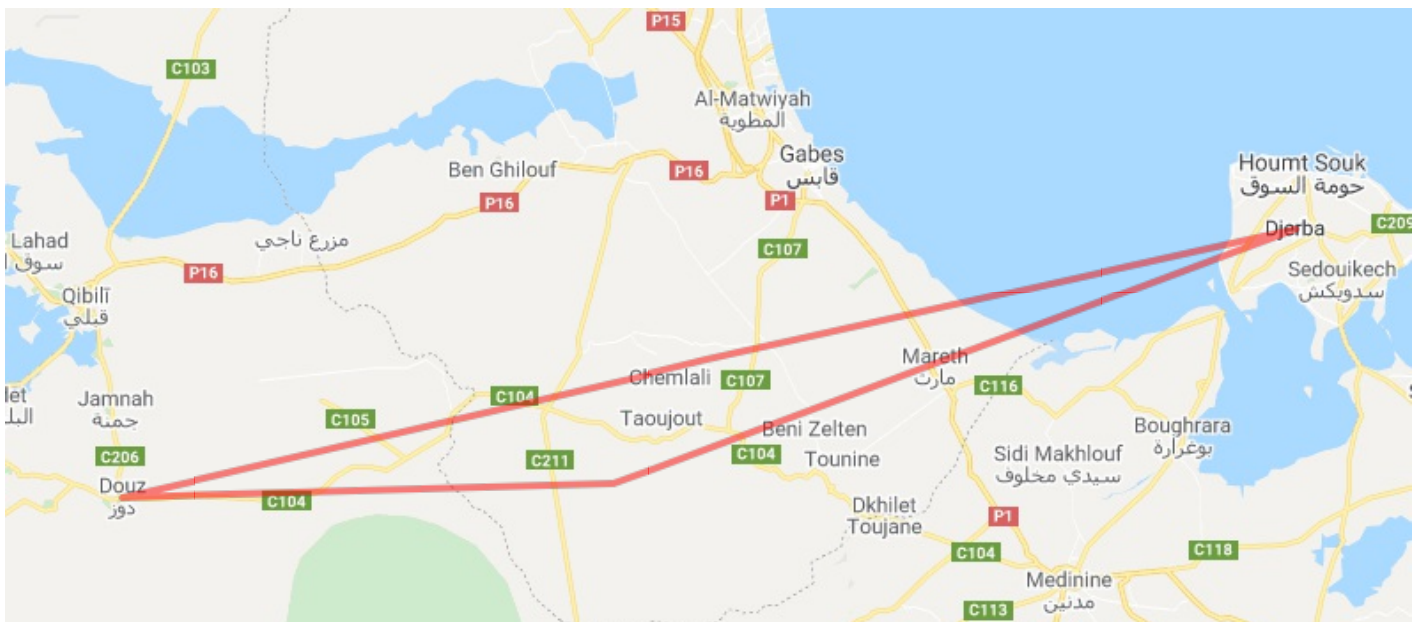 P15
C103
Al-Matwiyah
المطوية
Gabes
قابس
Ben Ghilouf
P16
P16
P1
Houmt Souk
حومة السوق
Djerba
C209
Lahad
سوق
مزرع ناجي
P16
C107
Sedouikech
سدويكش
Qibilī
قبلي
Mareth
مارث
Chemlali
C107
C116
C104
Jamnah
جمنة
C105
Taoujout
Beni Zelten
Boughrara
بوغرارة
C206
C211
C104
Tounine
Sidi Makhlouf
سيدي مخلوف
Douz
دوز
C104
Dkhilet
Toujane
P1
C104
C118
Medinine
مدنين
C113